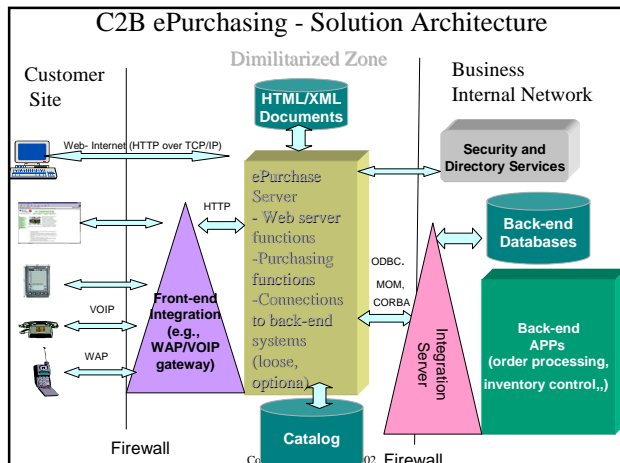 C2B ePurchasing - Solution Architecture
Dimilitarized Zone
Customer
Site
Business
Internal Network
HTML/XML
Documents
Web- Internet (HTTP over TCP/IP)
Security and
Directory Services
ePurchase
Server
- Web server
functions
-Purchasing
functions
-Connections
to back-end
systems
(loose,
optiona)
HTTP
Back-end
Databases
ODBC.
MOM,
CORBA
Front-end
Integration
(e.g.,
WAP/VOIP
gateway)
VOIP
WAP
Integration
Server
Back-end
APPs
(order processing,
inventory control,,)
Catalog
Firewall
Co
02
Firewall